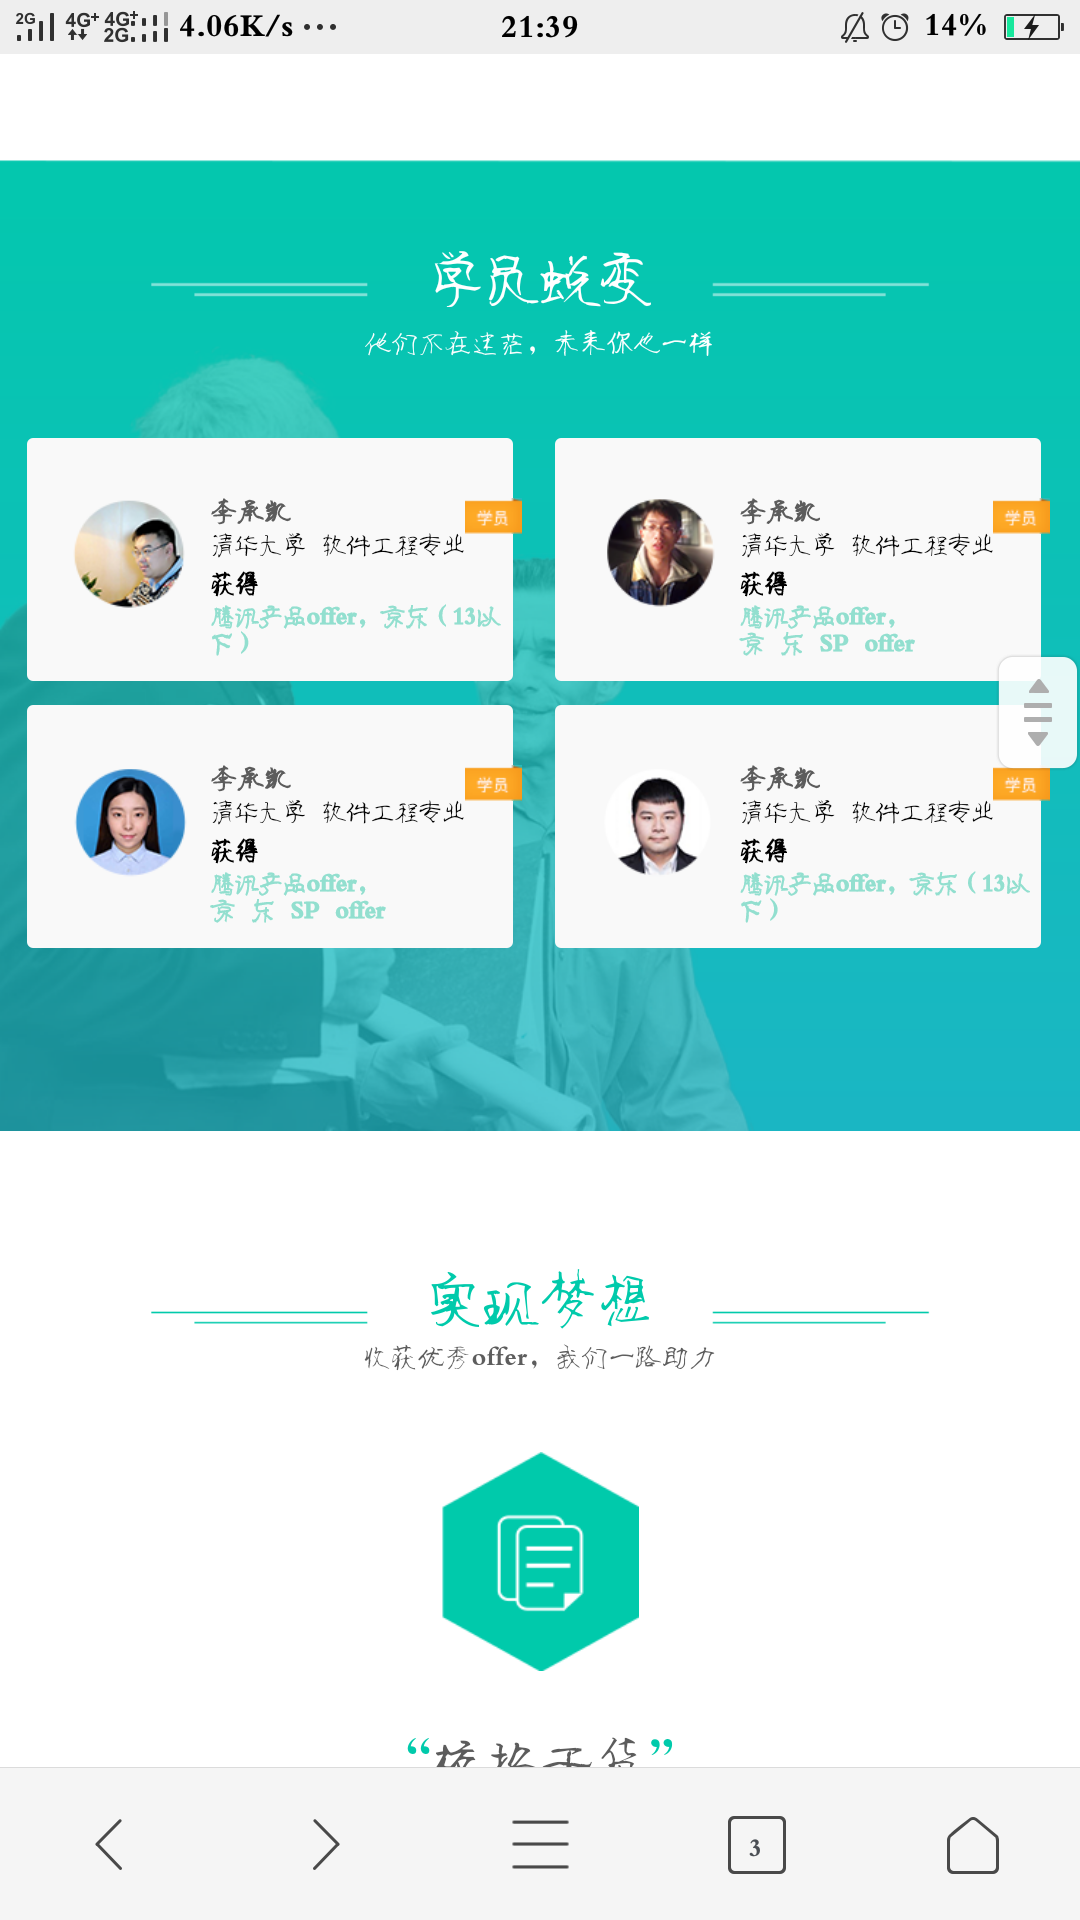 2G 4G+ 4G+ 2G 4.06K/s ··· 21:39 14%
学员蜕变
他们不在迷茫，未来你也一样
李承凯 学员
清华大学 软件工程专业
获得
腾讯产品offer，京东（13以
下）
李承凯 学员
清华大学 软件工程专业
获得
腾讯产品offer，
京 东 SP offer
李承凯 学员
清华大学 软件工程专业
获得
腾讯产品offer，
京 东 SP offer
李承凯 学员
清华大学 软件工程专业
获得
腾讯产品offer，京东（13以
下）
实现梦想
收获优秀offer，我们一路助力
3